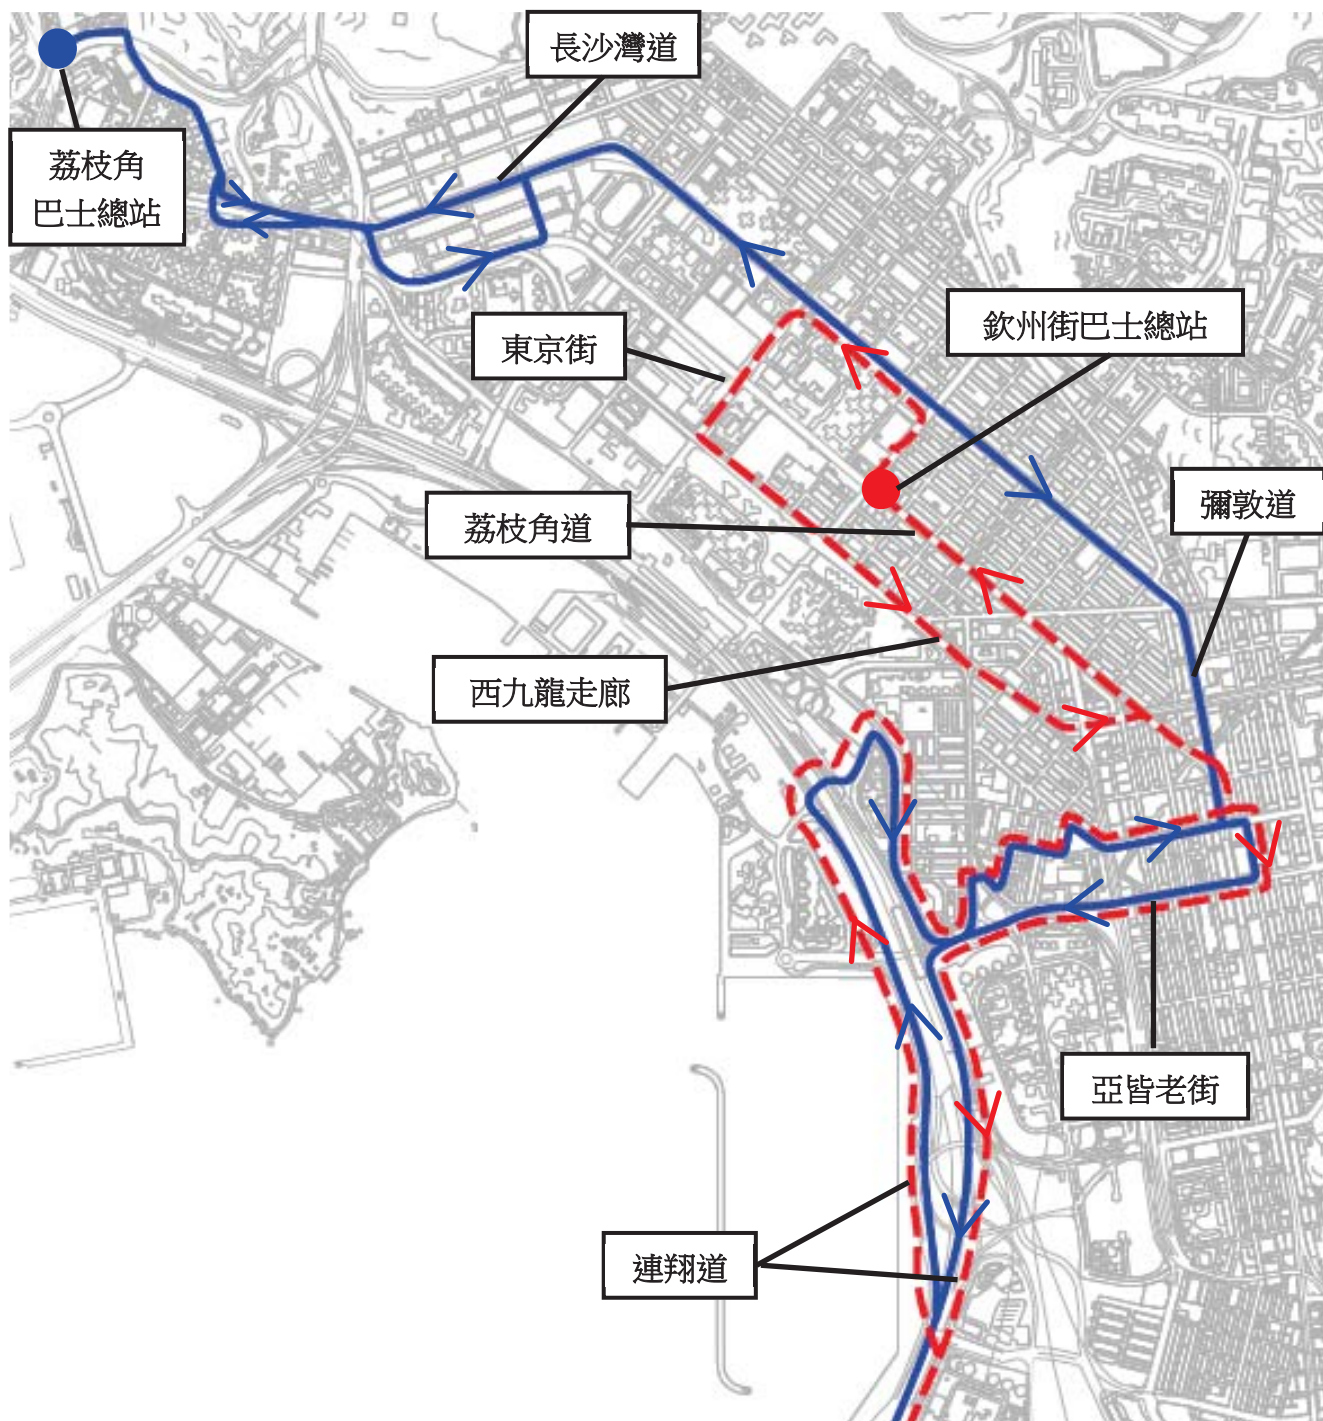 長沙灣道
荔枝角
巴士總站
欽州街巴士總站
東京街
彌敦道
荔枝角道
西九龍走廊
亞皆老街
連翔道